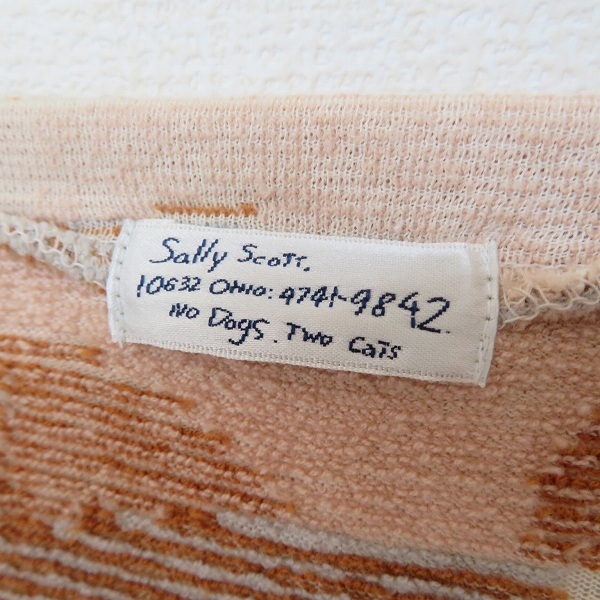 Sally Scott.
10632 OHIO: 4741-9842.
No Dogs. Two Cats